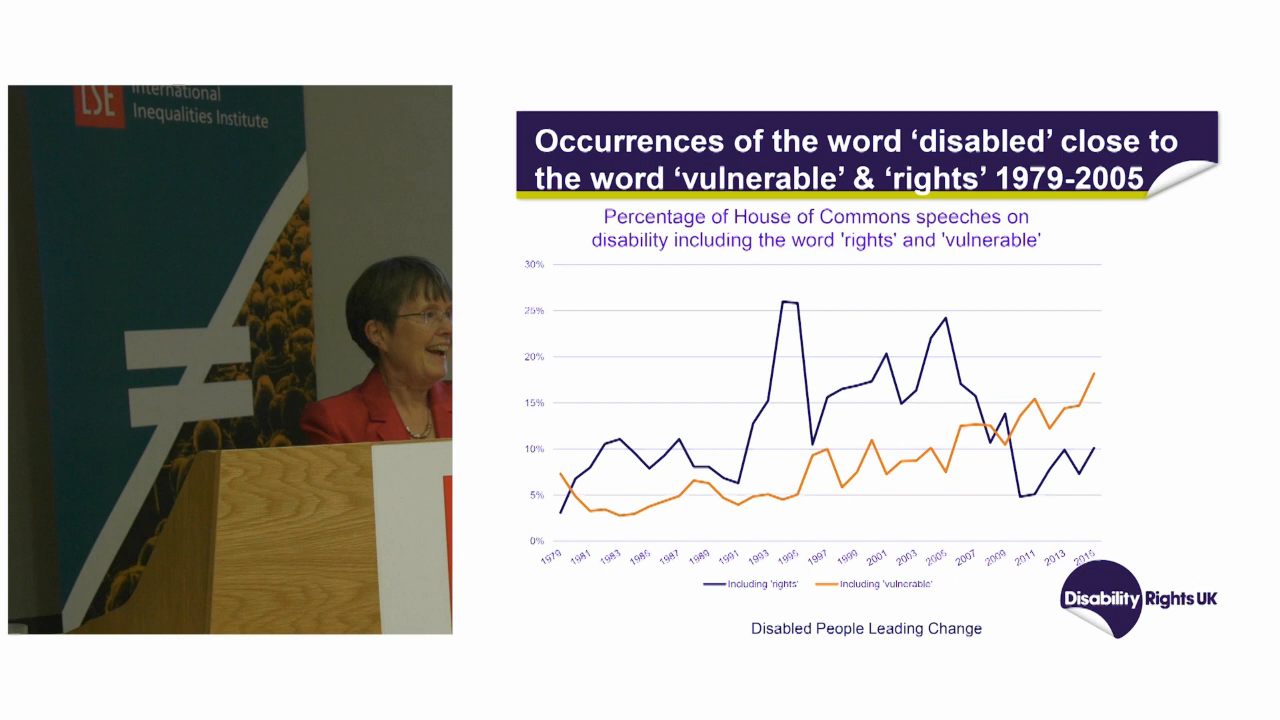 LSE
International
Inequalities Institute
Occurrences of the word ‘disabled’ close to
the word ‘vulnerable’ & ‘rights’ 1979-2005
Percentage of House of Commons speeches on
disability including the word 'rights' and 'vulnerable'
30%
25%
20%
15%
10%
5%
0%
1979 1981 1983 1985 1987 1989 1991 1993 1995 1997 1999 2001 2003 2005 2007 2009 2011 2013 2015
Including 'rights' Including 'vulnerable'
Disability Rights UK
Disabled People Leading Change